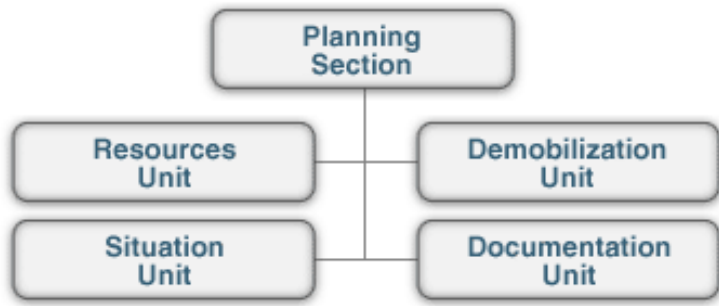 Planning
Section
Resources
Unit
Demobilization
Unit
Situation
Unit
Documentation
Unit